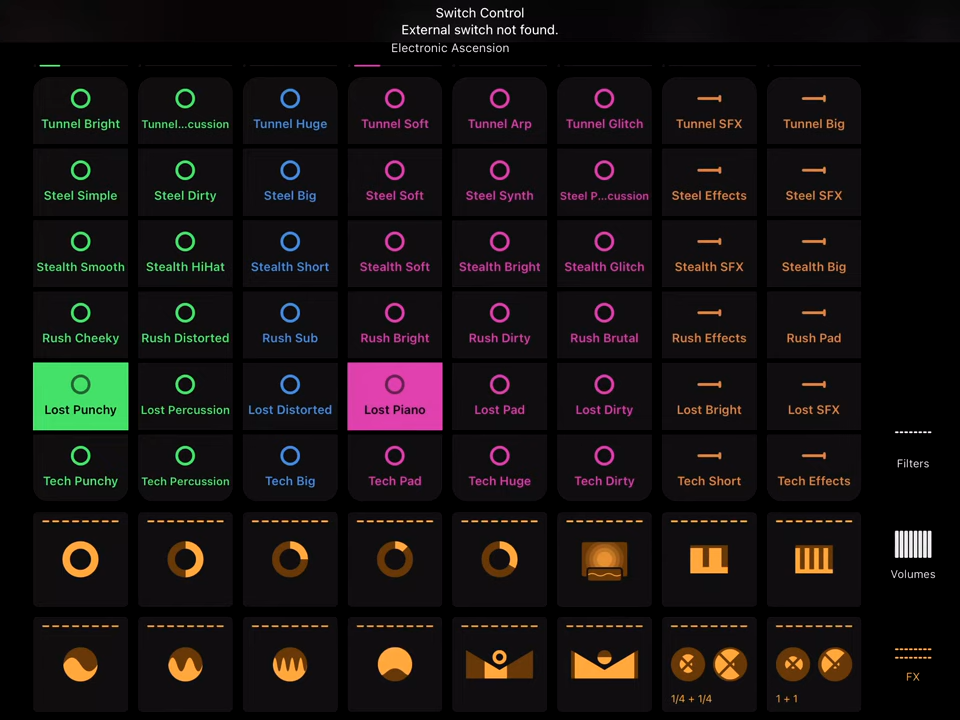 Switch Control
External switch not found.
Electronic Ascension
Tunnel Bright
Tunnel...cussion
Tunnel Huge
Tunnel Soft
Tunnel Arp
Tunnel Glitch
Tunnel SFX
Tunnel Big
Steel Simple
Steel Dirty
Steel Big
Steel Soft
Steel Synth
Steel P...cussion
Steel Effects
Steel SFX
Stealth Smooth
Stealth HiHat
Stealth Short
Stealth Soft
Stealth Bright
Stealth Glitch
Stealth SFX
Stealth Big
Rush Cheeky
Rush Distorted
Rush Sub
Rush Bright
Rush Dirty
Rush Brutal
Rush Effects
Rush Pad
Lost Punchy
Lost Percussion
Lost Distorted
Lost Piano
Lost Pad
Lost Dirty
Lost Bright
Lost SFX
Filters
Tech Punchy
Tech Percussion
Tech Big
Tech Pad
Tech Huge
Tech Dirty
Tech Short
Tech Effects
Volumes
FX
1/4 + 1/4
1 + 1